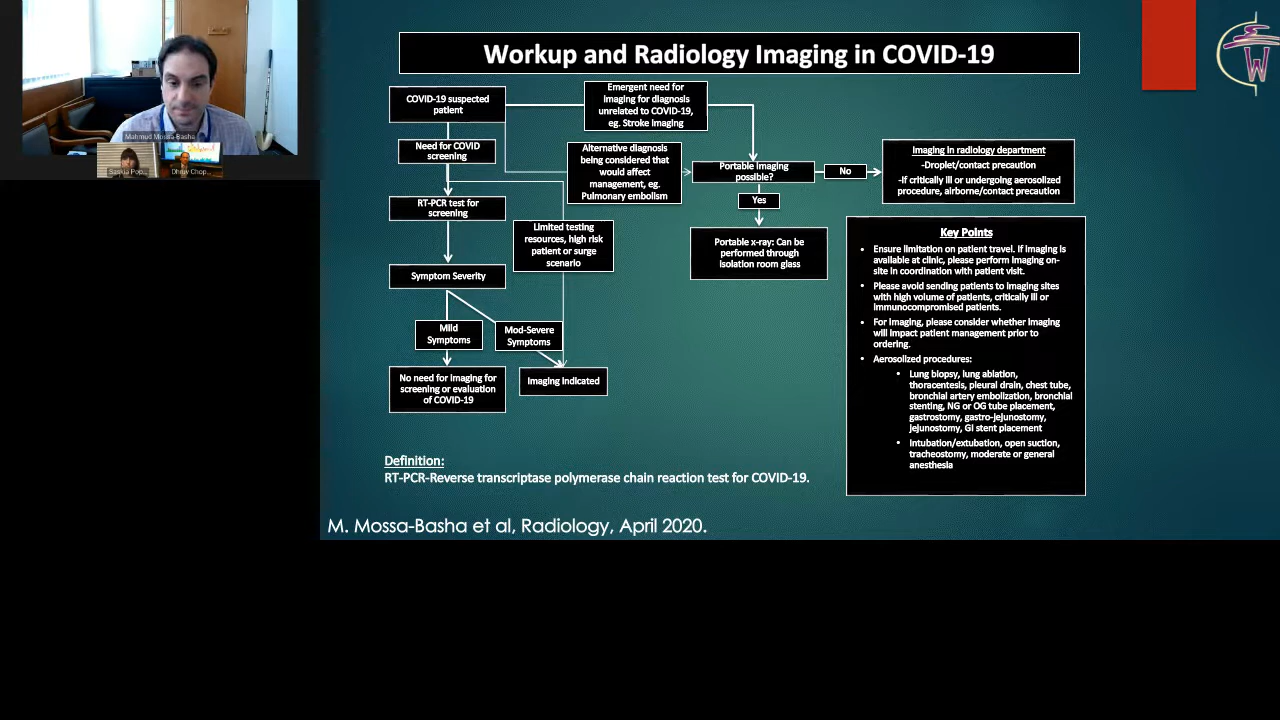 Mahmud Mossa-Basha
Saskia Pop...
Dhruv Chop...
W
Workup and Radiology Imaging in COVID-19
COVID-19 suspected
patient
Need for COVID
screening
RT-PCR test for
screening
Symptom Severity
Mild
Symptoms
Mod-Severe
Symptoms
No need for imaging for
screening or evaluation
of COVID-19
Imaging indicated
Limited testing
resources, high risk
patient or surge
scenario
Emergent need for
imaging for diagnosis
unrelated to COVID-19,
eg. Stroke imaging
Alternative diagnosis
being considered that
would affect
management, eg.
Pulmonary embolism
Portable imaging
possible?
No
Yes
Portable x-ray: Can be
performed through
isolation room glass
Imaging in radiology department
-Droplet/contact precaution
-If critically ill or undergoing aerosolized
procedure, airborne/contact precaution
Key Points
• Ensure limitation on patient travel. If imaging is
available at clinic, please perform imaging on-
site in coordination with patient visit.
• Please avoid sending patients to imaging sites
with high volume of patients, critically ill or
immunocompromised patients.
• For imaging, please consider whether imaging
will impact patient management prior to
ordering.
• Aerosolized procedures:
• Lung biopsy, lung ablation,
thoracentesis, pleural drain, chest tube,
bronchial artery embolization, bronchial
stenting, NG or OG tube placement,
gastrostomy, gastro-jejunostomy,
jejunostomy, GI stent placement
• Intubation/extubation, open suction,
tracheostomy, moderate or general
anesthesia
Definition:
RT-PCR-Reverse transcriptase polymerase chain reaction test for COVID-19.
M. Mossa-Basha et al, Radiology, April 2020.